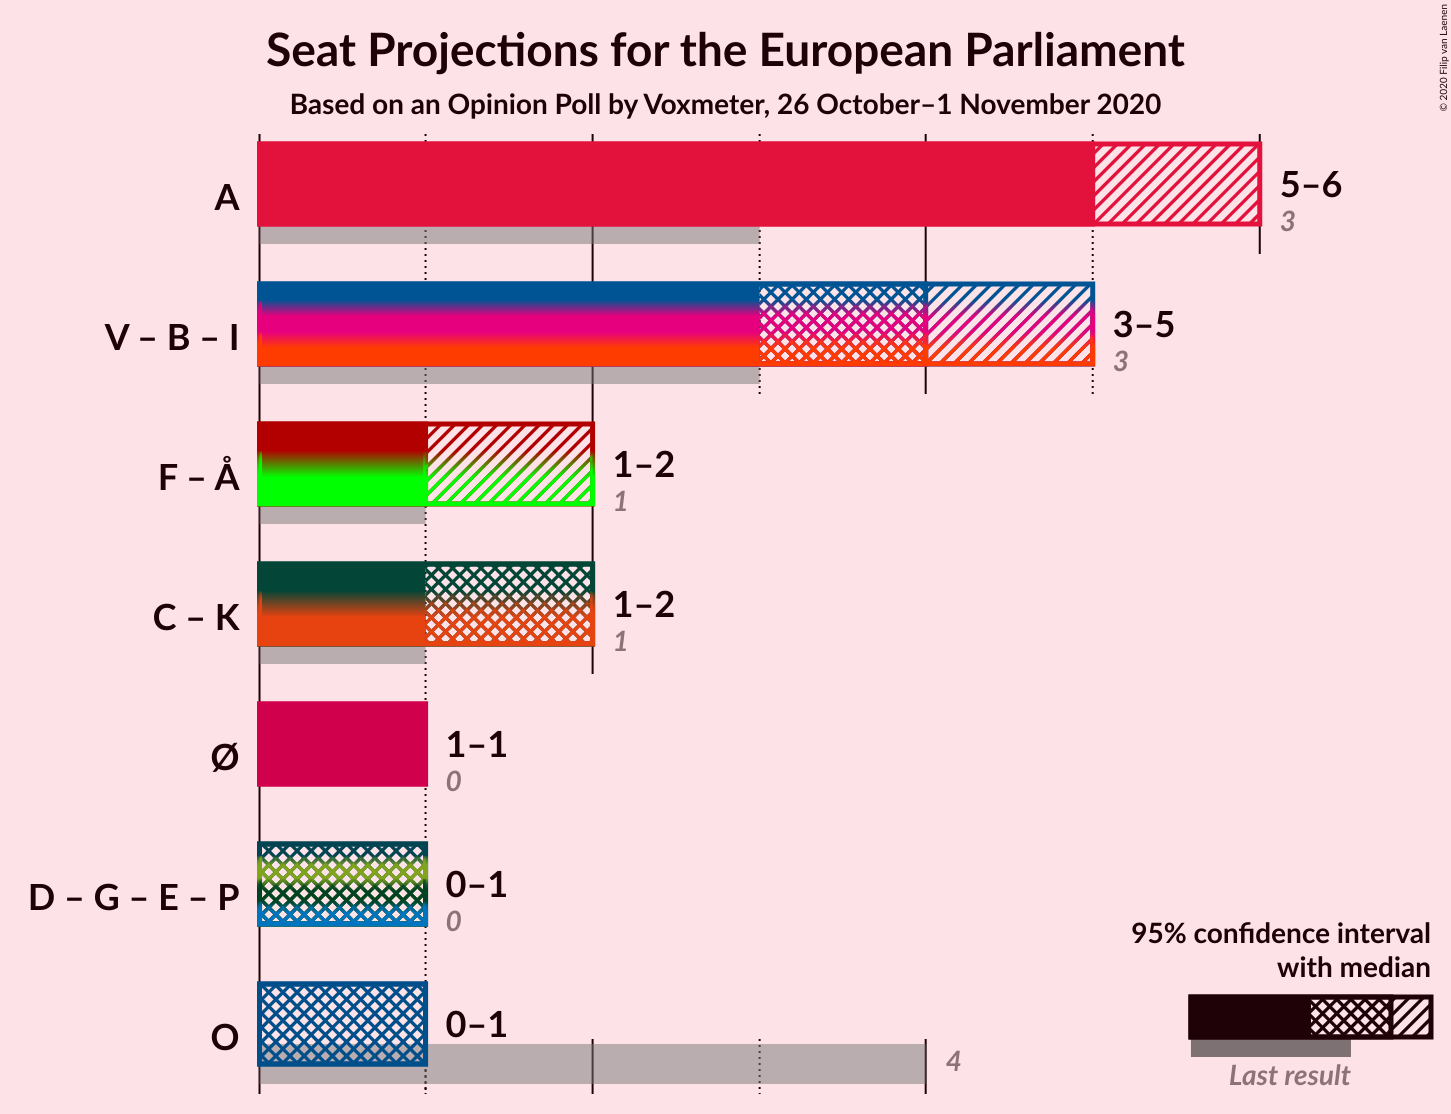 Seat Projections for the European Parliament
Based on an Opinion Poll by Voxmeter, 26 October–1 November 2020
© 2020 Filip van Laenen
A
5–6
3
V – B – I
3–5
3
F – Å
1–2
1
C – K
1–2
1
Ø
1–1
0
D – G – E – P
0–1
0
O
0–1
4
95% confidence interval
with median
Last result